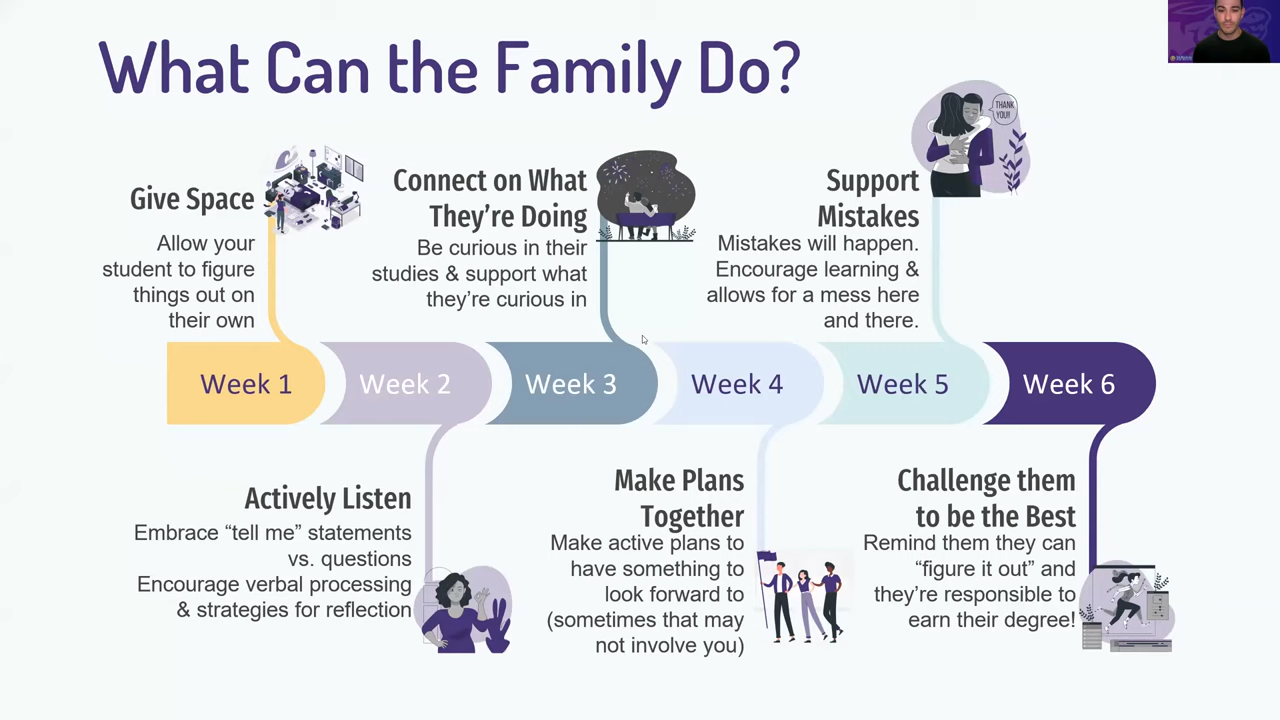 What Can the Family Do?
Give Space
Allow your
student to figure
things out on
their own
Connect on What
They’re Doing
Be curious in their
studies & support what
they’re curious in
Support
Mistakes
Mistakes will happen.
Encourage learning &
allows for a mess here
and there.
THANK
YOU!!
Week 1
Week 2
Week 3
Week 4
Week 5
Week 6
Actively Listen
Embrace “tell me” statements
vs. questions
Encourage verbal processing
& strategies for reflection
Make Plans
Together
Make active plans to
have something to
look forward to
(sometimes that may
not involve you)
Challenge them
to be the Best
Remind them they can
“figure it out” and
they’re responsible to
earn their degree!